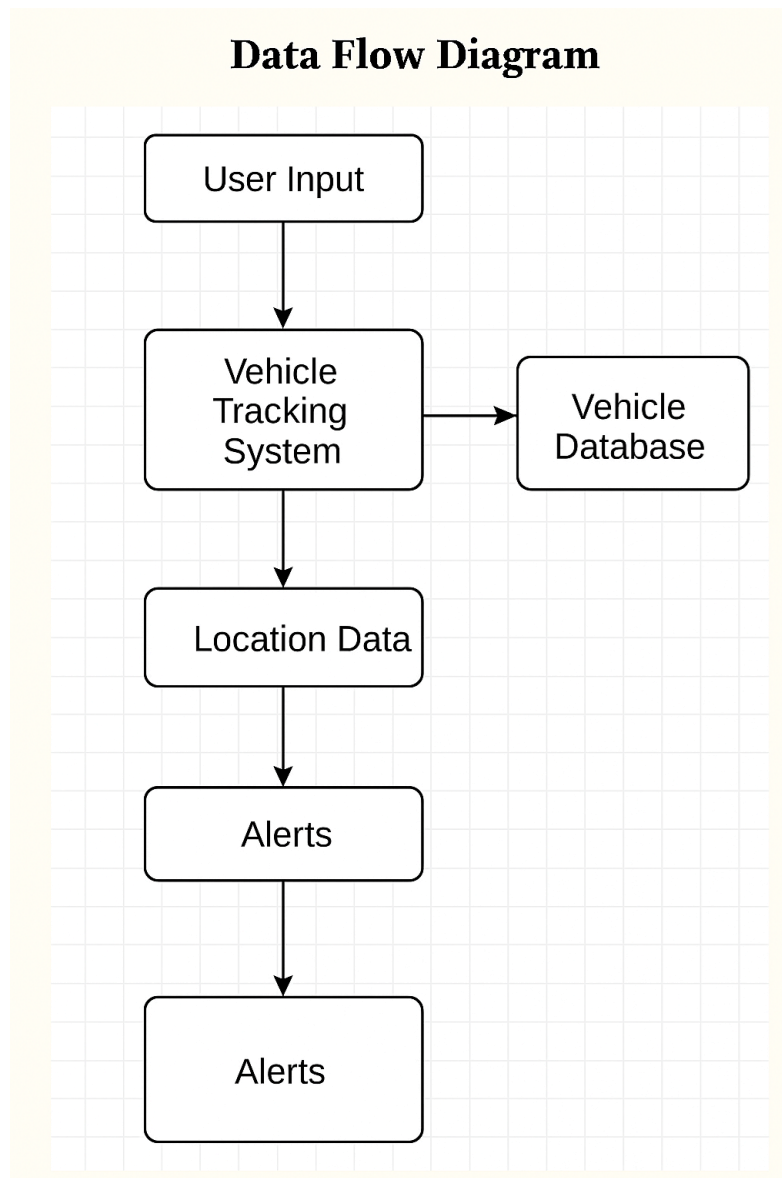 Data Flow Diagram
User Input
Vehicle
Tracking
System
Vehicle
Database
Location Data
Alerts
Alerts